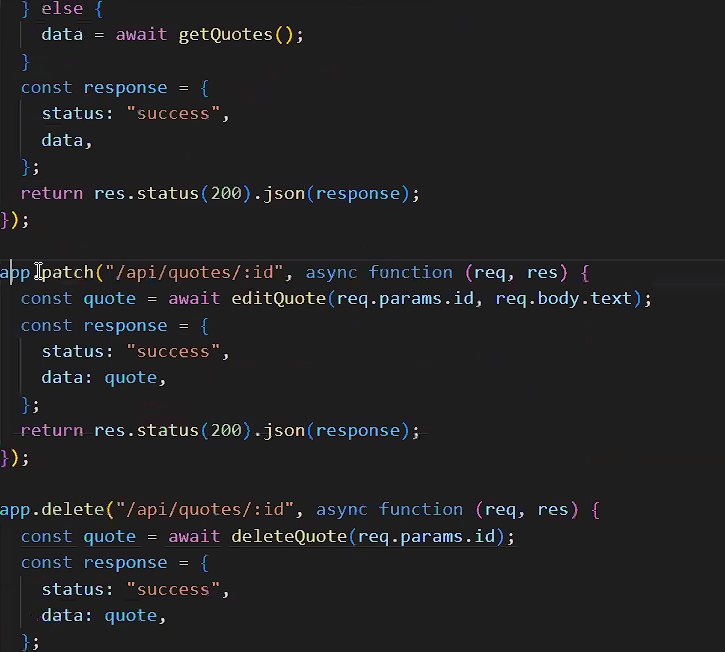 } else {
data = await getQuotes();
}
const response = {
status: "success",
data,
};
return res.status(200).json(response);
});
app.patch("/api/quotes/:id", async function (req, res) {
const quote = await editQuote(req.params.id, req.body.text);
const response = {
status: "success",
data: quote,
};
return res.status(200).json(response);
});
app.delete("/api/quotes/:id", async function (req, res) {
const quote = await deleteQuote(req.params.id);
const response = {
status: "success",
data: quote,
};